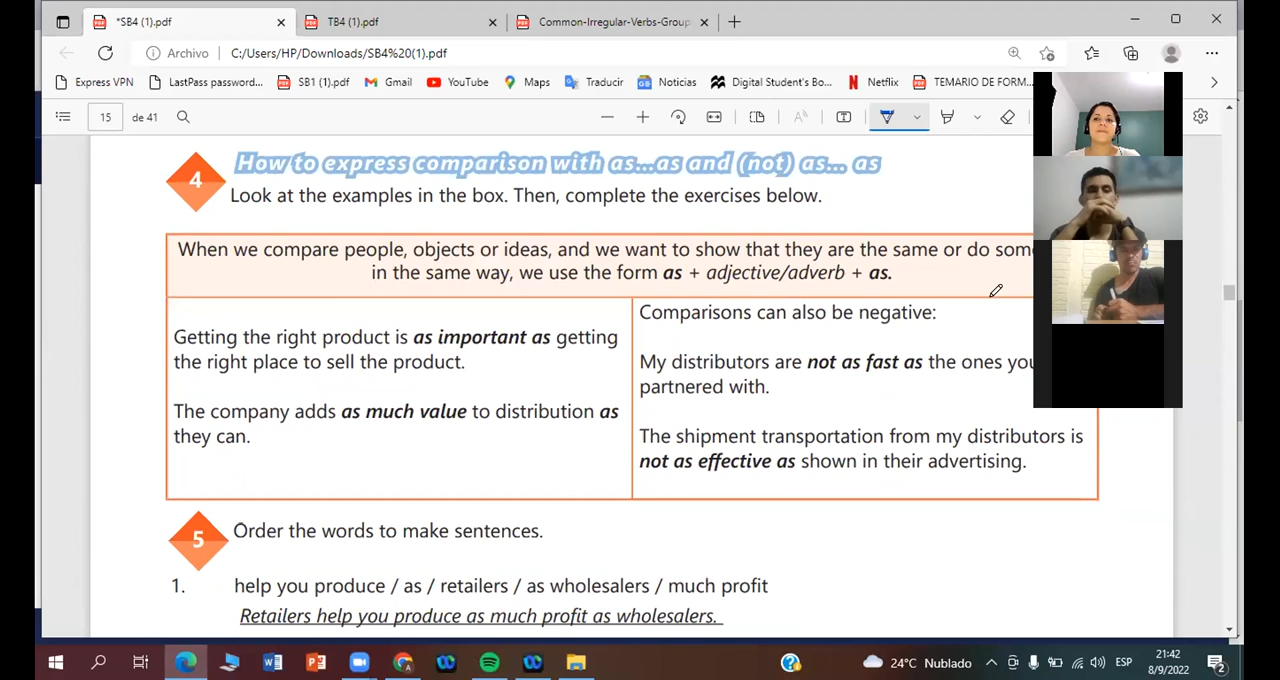 *SB4 (1).pdf
TB4 (1).pdf
Common-Irregular-Verbs-Group
Archivo
C:/Users/HP/Downloads/SB4%20(1).pdf
Express VPN
LastPass password...
SB1 (1).pdf
Gmail
YouTube
Maps
Traducir
Noticias
Digital Student's Bo...
Netflix
TEMARIO DE FORM...
15 de 41
4
How to express comparison with as...as and (not) as... as
Look at the examples in the box. Then, complete the exercises below.
When we compare people, objects or ideas, and we want to show that they are the same or do som
in the same way, we use the form as + adjective/adverb + as.
Getting the right product is as important as getting
the right place to sell the product.
The company adds as much value to distribution as
they can.
Comparisons can also be negative:
My distributors are not as fast as the ones you
partnered with.
The shipment transportation from my distributors is
not as effective as shown in their advertising.
5
Order the words to make sentences.
1. help you produce / as / retailers / as wholesalers / much profit
Retailers help you produce as much profit as wholesalers.
24°C Nublado
ESP
21:42
8/9/2022
2